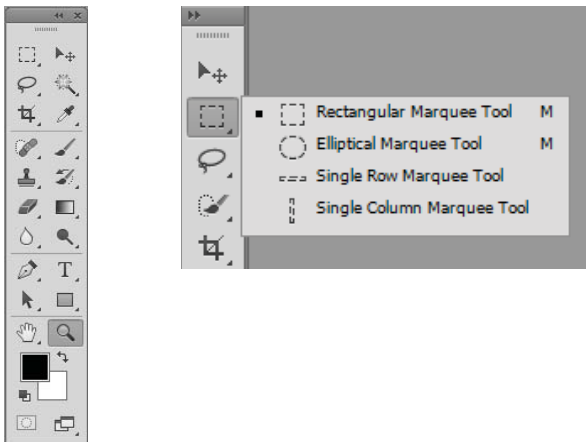 T
Rectangular Marquee Tool M
Elliptical Marquee Tool M
Single Row Marquee Tool
Single Column Marquee Tool